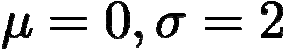 μ = 0, σ = 2